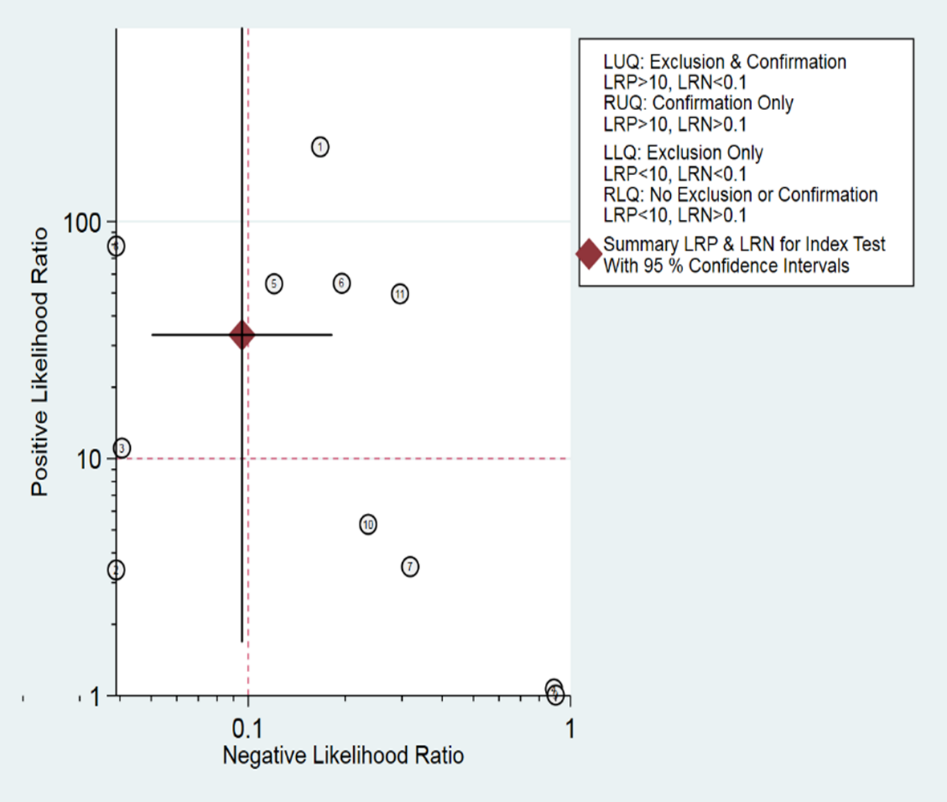 LUQ: Exclusion & Confirmation
LRP>10, LRN<0.1
RUQ: Confirmation Only
LRP>10, LRN>0.1
LLQ: Exclusion Only
LRP<10, LRN<0.1
RLQ: No Exclusion or Confirmation
LRP<10, LRN>0.1
Summary LRP & LRN for Index Test
With 95 % Confidence Intervals
Positive Likelihood Ratio
1
100
5
6
11
3
10
10
7
2
1
0.1
1
Negative Likelihood Ratio